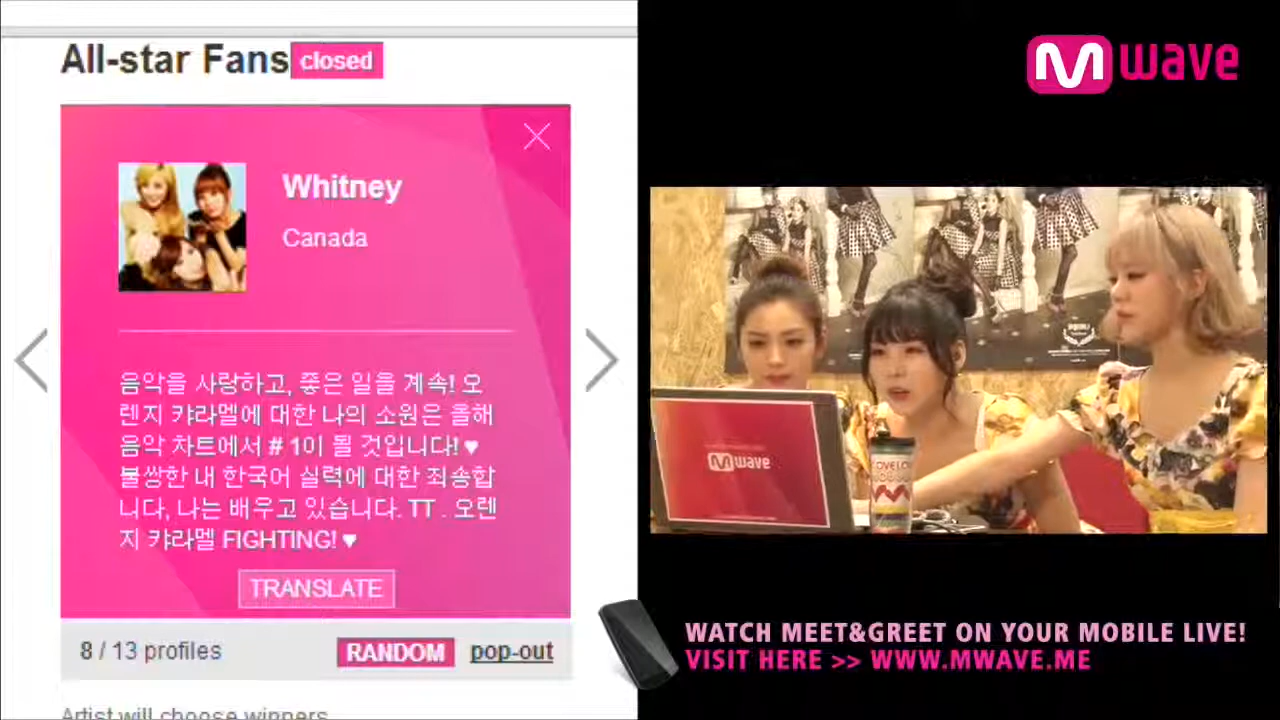 All-star Fans closed
Whitney
Canada
음악을 사랑하고, 좋은 일을 계속! 오
렌지 캬라멜에 대한 나의 소원은 올해
음악 차트에서 # 1이 될 것입니다! ♥
불쌍한 내 한국어 실력에 대한 죄송합
니다, 나는 배우고 있습니다. TT . 오렌
지 캬라멜 FIGHTING! ♥
TRANSLATE
8 / 13 profiles
RANDOM
pop-out
Artist will choose winners
M wave
M wave
WATCH MEET&GREET ON YOUR MOBILE LIVE!
VISIT HERE >> WWW.MWAVE.ME